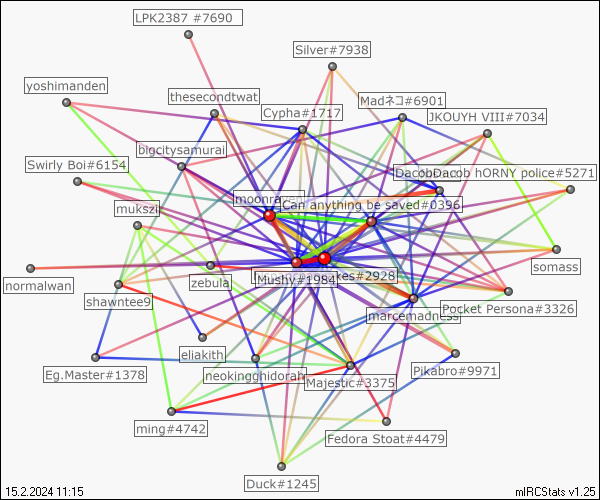 LPK2387 #7690
Silver#7938
yoshimanden
thesecondtwat
Cypha#1717
Madネコ#6901
JKOUYH VIII#7034
bigcitysamurai
Swirly Boi#6154
Dacob hORNY police#5271
mukszi
Can anything be saved#0396
somass
normalwan
zebula
Mushy#1984
kes#2928
shawntee9
marcemadness
Pocket Persona#3326
eliakith
Eg.Master#1378
neokingghidorah
Majestic#3375
Pikabro#9971
ming#4742
Fedora Stoat#4479
Duck#1245
15.2.2024 11:15
mIRCStats v1.25